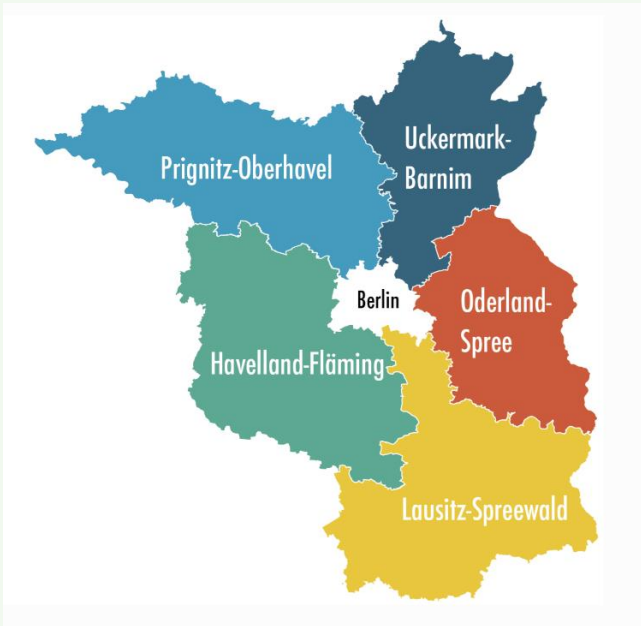 Uckermark-
Barnim
Prignitz-Oberhavel
Berlin
Oderland-
Spree
Havelland-Fläming
Lausitz-Spreewald